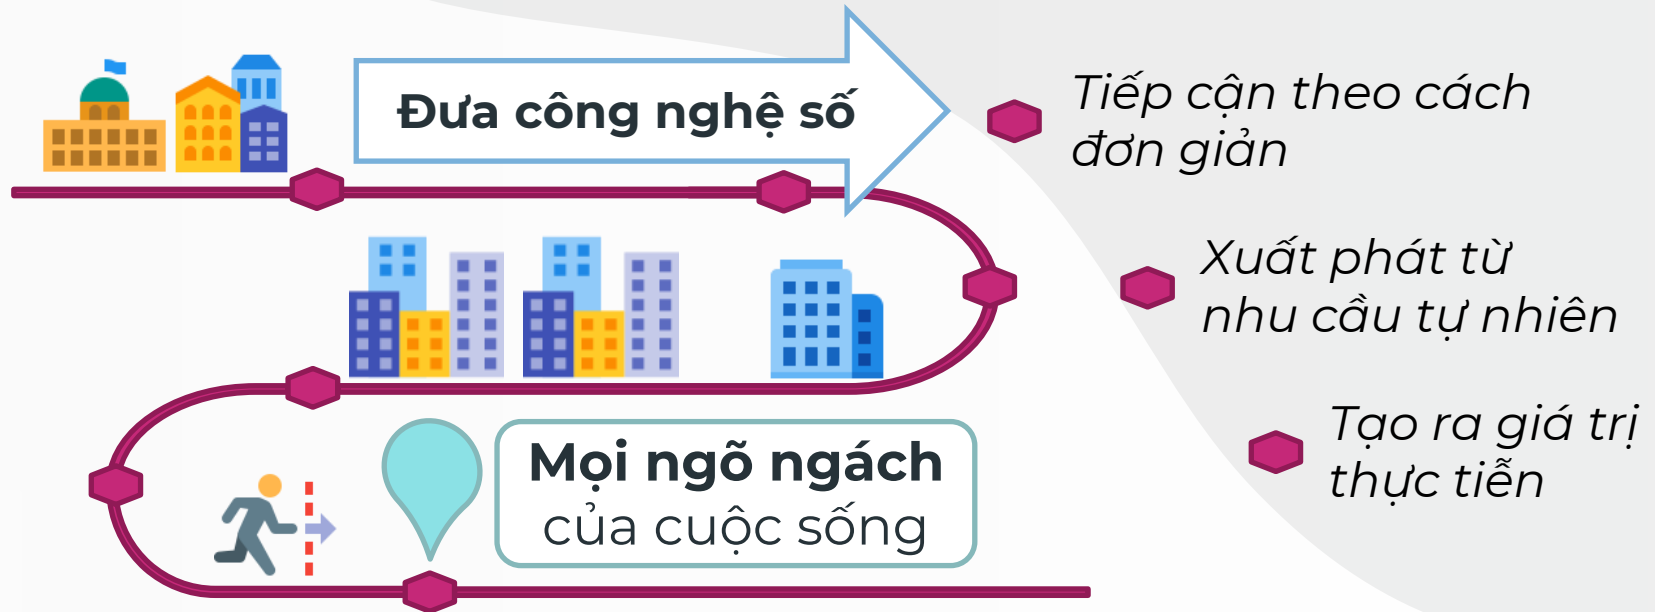 Đưa công nghệ số
Tiếp cận theo cách
đơn giản
Xuất phát từ
nhu cầu tự nhiên
Tạo ra giá trị
thực tiễn
Mọi ngõ ngách
của cuộc sống